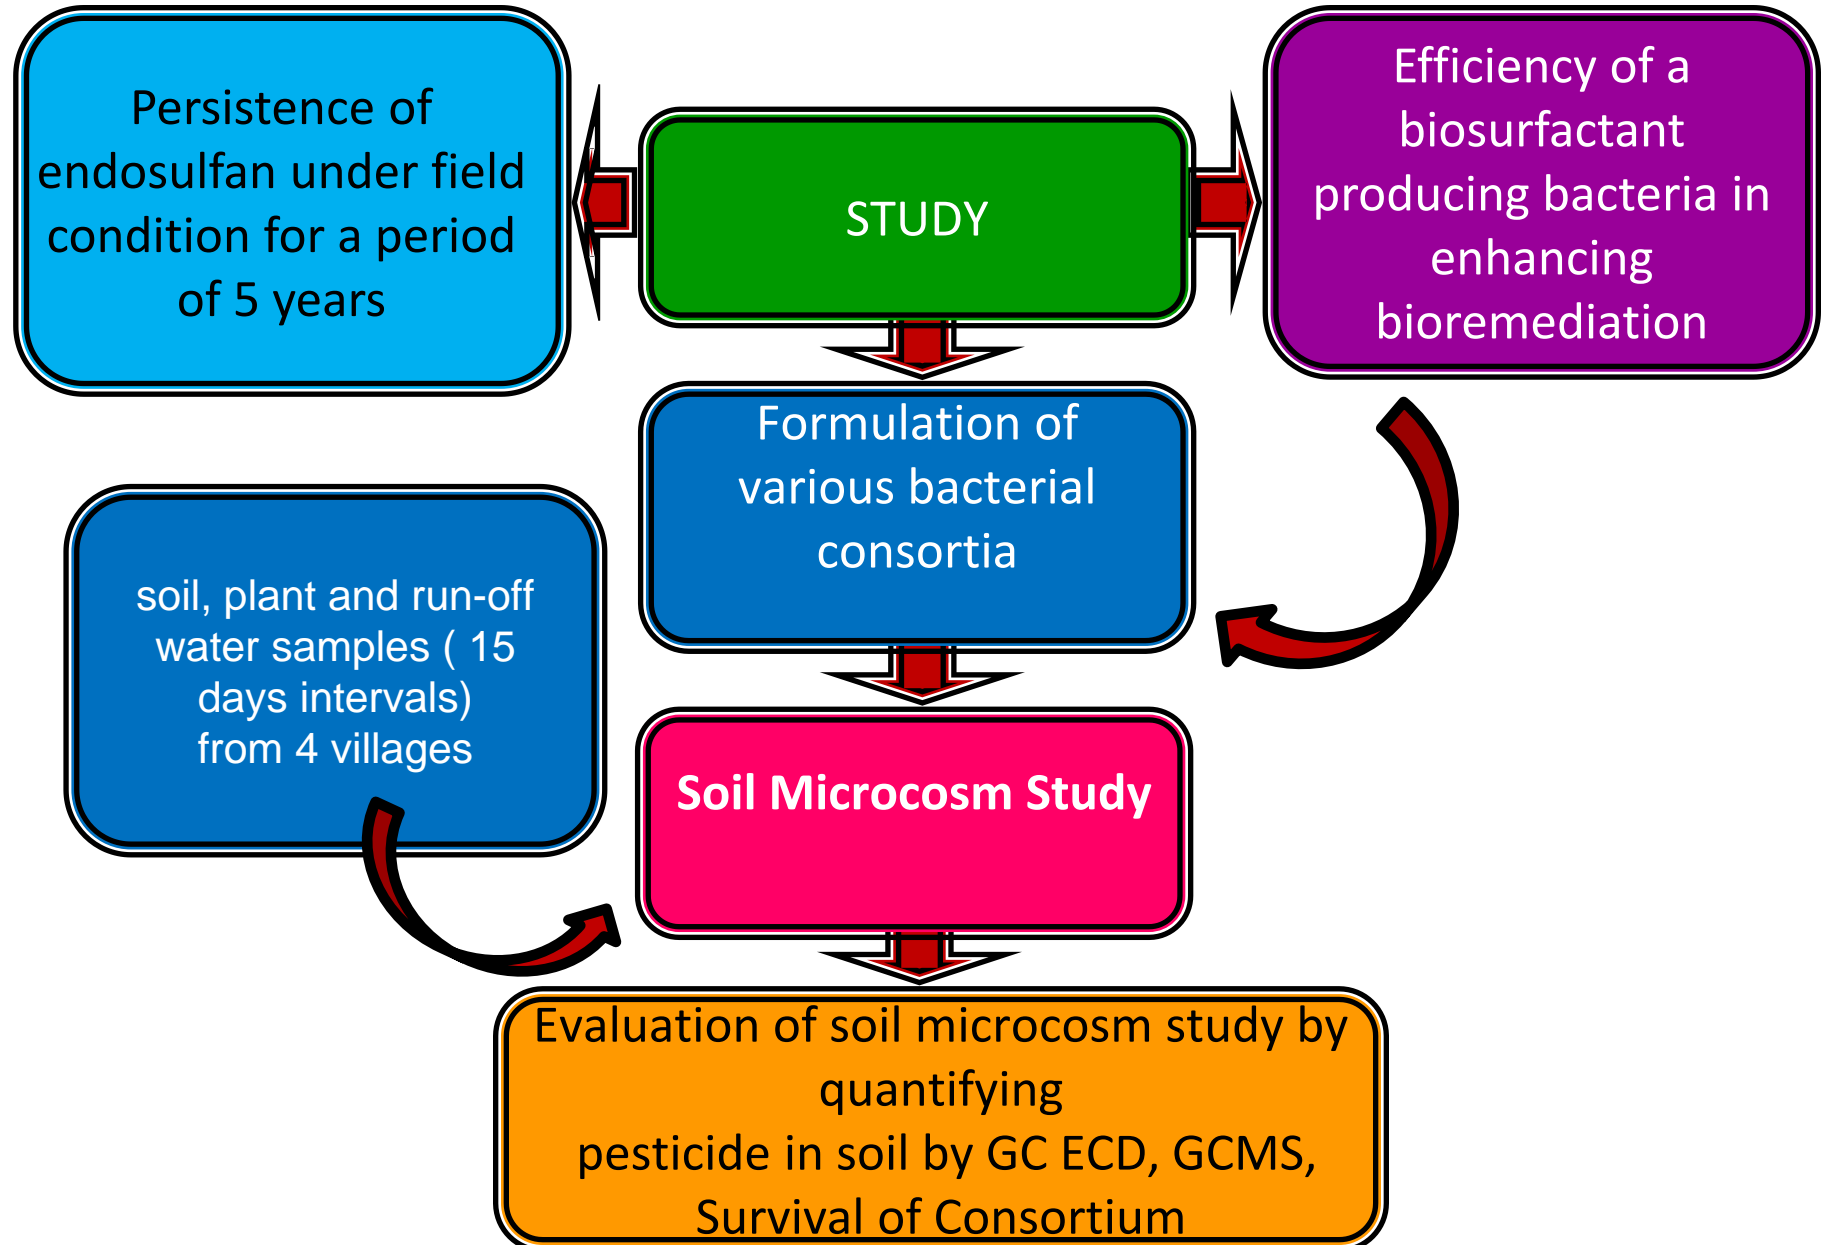 Persistence of
endosulfan under field
condition for a period
of 5 years
STUDY
Efficiency of a
biosurfactant
producing bacteria in
enhancing
bioremediation
Formulation of
various bacterial
consortia
soil, plant and run-off
water samples ( 15
days intervals)
from 4 villages
Soil Microcosm Study
Evaluation of soil microcosm study by
quantifying
pesticide in soil by GC ECD, GCMS,
Survival of Consortium